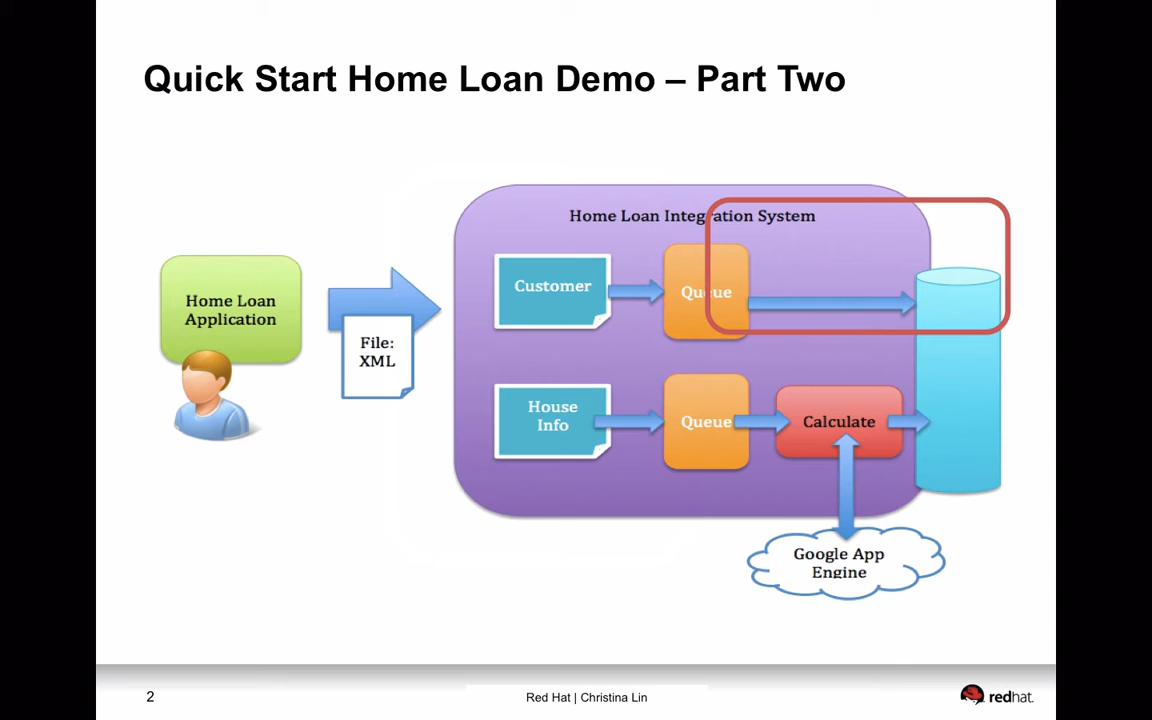 Quick Start Home Loan Demo – Part Two
Home Loan Integration System
Home Loan
Application
File:
XML
Customer
Queue
House
Info
Queue
Calculate
Google App
Engine
2
Red Hat | Christina Lin
redhat.